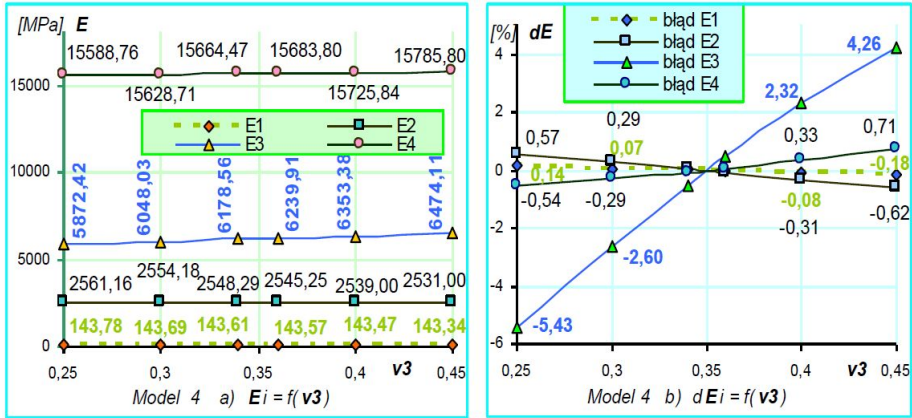 [MPa] E
15588,76 15664,47 15683,80 15785,80
15628,71 15725,84
15000
E1 E2
E3 E4
10000
5872,42 6048,03 6178,56 6239,91 6353,38 6474,11
5000
2561,16 2554,18 2548,29 2545,25 2539,00 2531,00
143,78 143,69 143,61 143,57 143,47 143,34
0
0,25 0,3 0,35 0,4 v3 0,45
Model 4 a) Ei = f(v3)
[%] dE
błąd E1
błąd E2
błąd E3
błąd E4
4 4,26
2 2,32
0,57 0,29 0,33 0,71
0,07
0
0,14 -0,18
-0,54 -0,29 -0,08
-0,31 -0,62
-2
-2,60
-4
-5,43
-6
0,25 0,3 0,35 0,4 v3 0,45
Model 4 b) dEi = f(v3)